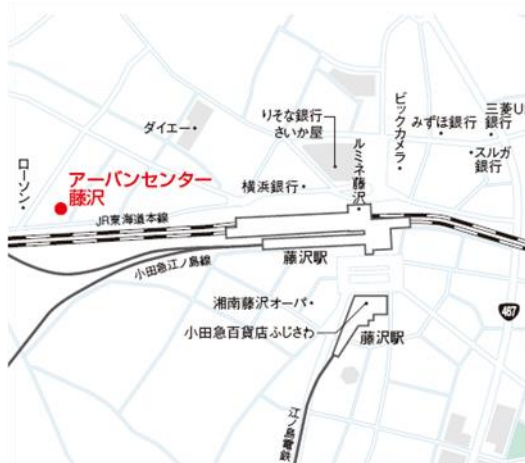 ダイエー
りそな銀行
さいか屋
ルミネ藤沢
ビックカメラ
みずほ銀行
三菱U
銀行
スルガ
銀行
ローソン
アーバンセンター
藤沢
横浜銀行
JR東海道本線
小田急江ノ島線
藤沢駅
湘南藤沢オーパ
小田急百貨店ふじさわ
藤沢駅
467
江ノ島電鉄